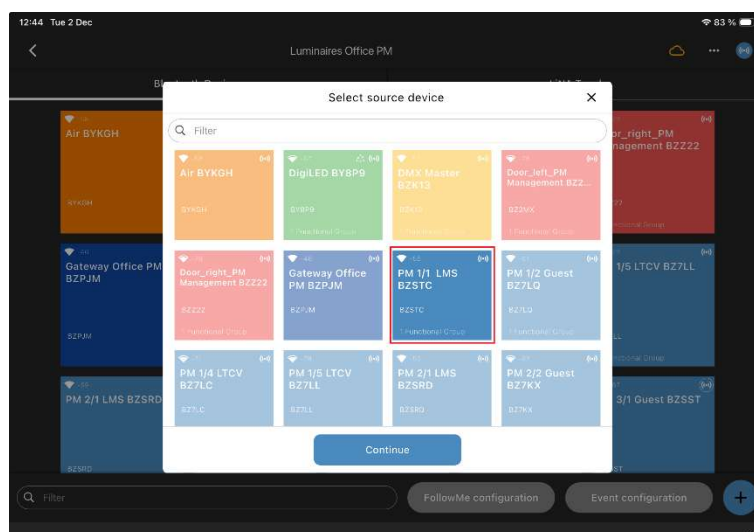 12:44 Tue 2 Dec
83 %
Luminaires Office PM
Select source device
Filter
Air BYKGH
BYKGH
DigiLED BY8P9
BY8P9
1 Functional Group
DMX Master
BZK13
BZK13
1 Functional Group
Door_left_PM
Management BZ2...
BZ2MX
1 Functional Group
Door_right_PM
Management BZZ22
BZZ22
1 Functional Group
Gateway Office
PM BZPJM
BZPJM
PM 1/1 LMS
BZSTC
BZSTC
1 Functional Group
PM 1/2 Guest
BZ7LQ
BZ7LQ
1 Functional Group
PM 1/4 LTCV
BZ7LC
BZ7LC
PM 1/5 LTCV
BZ7LL
BZ7LL
PM 2/1 LMS
BZSRD
BZSRD
PM 2/2 Guest
BZ7KX
BZ7KX
Continue
Air BYKGH
BYKGH
or_right_PM
nagement BZZ22
Gateway Office PM
BZPJM
BZPJM
1/5 LTCV BZ7LL
PM 2/1 LMS BZSRD
BZSRD
3/1 Guest BZSST
Filter
FollowMe configuration
Event configuration